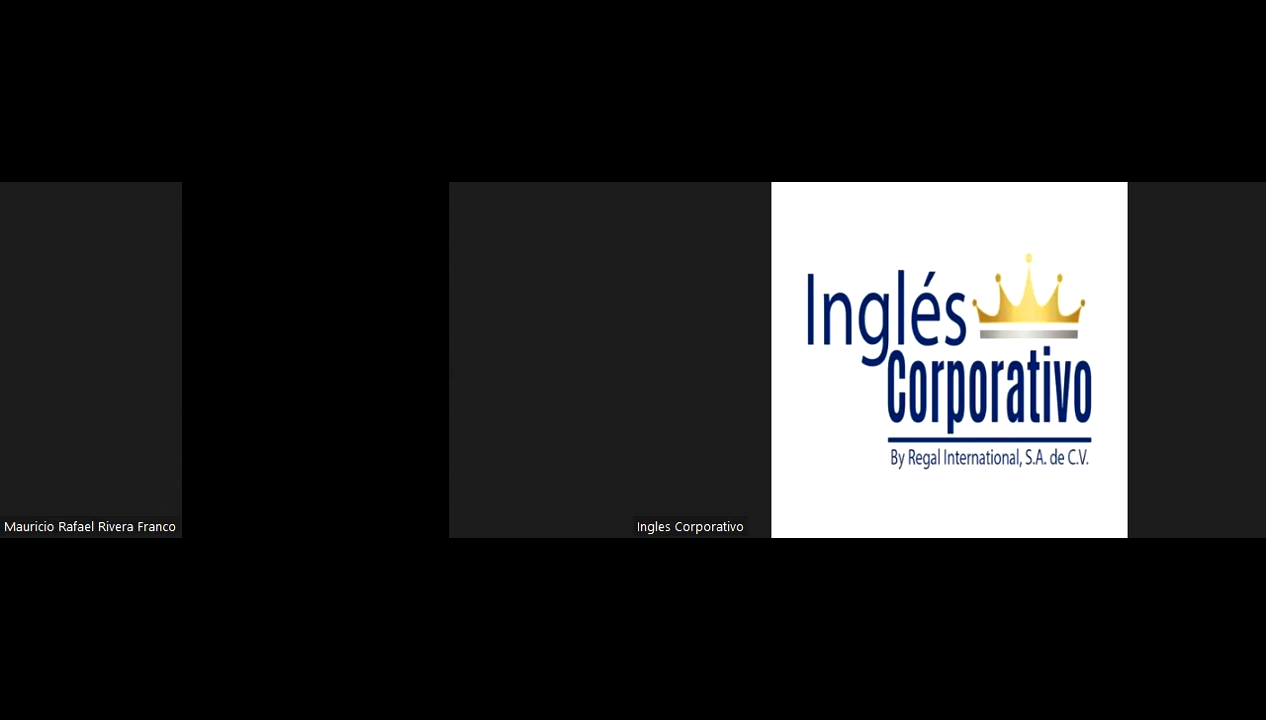 Inglés
Corporativo
By Regal International, S.A. de C.V.
Mauricio Rafael Rivera Franco
Ingles Corporativo